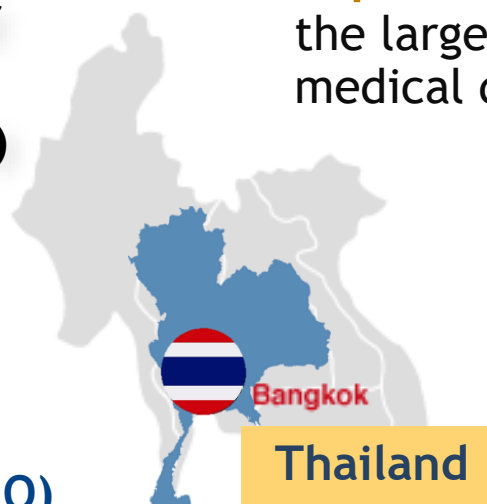 the large
medical
Bangkok
Thailand
O)